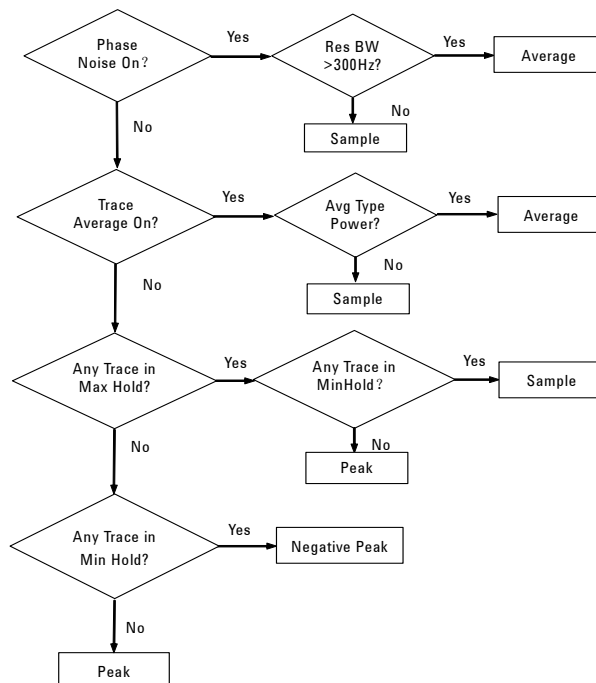 Phase
Noise On?
Yes
Res BW
>300Hz?
Yes
Average
No
No
Sample
Trace
Average On?
Yes
Avg Type
Power?
Yes
Average
No
No
Sample
Any Trace in
Max Hold?
Yes
Any Trace in
MinHold?
Yes
Sample
No
No
Peak
Any Trace in
Min Hold?
Yes
Negative Peak
No
Peak